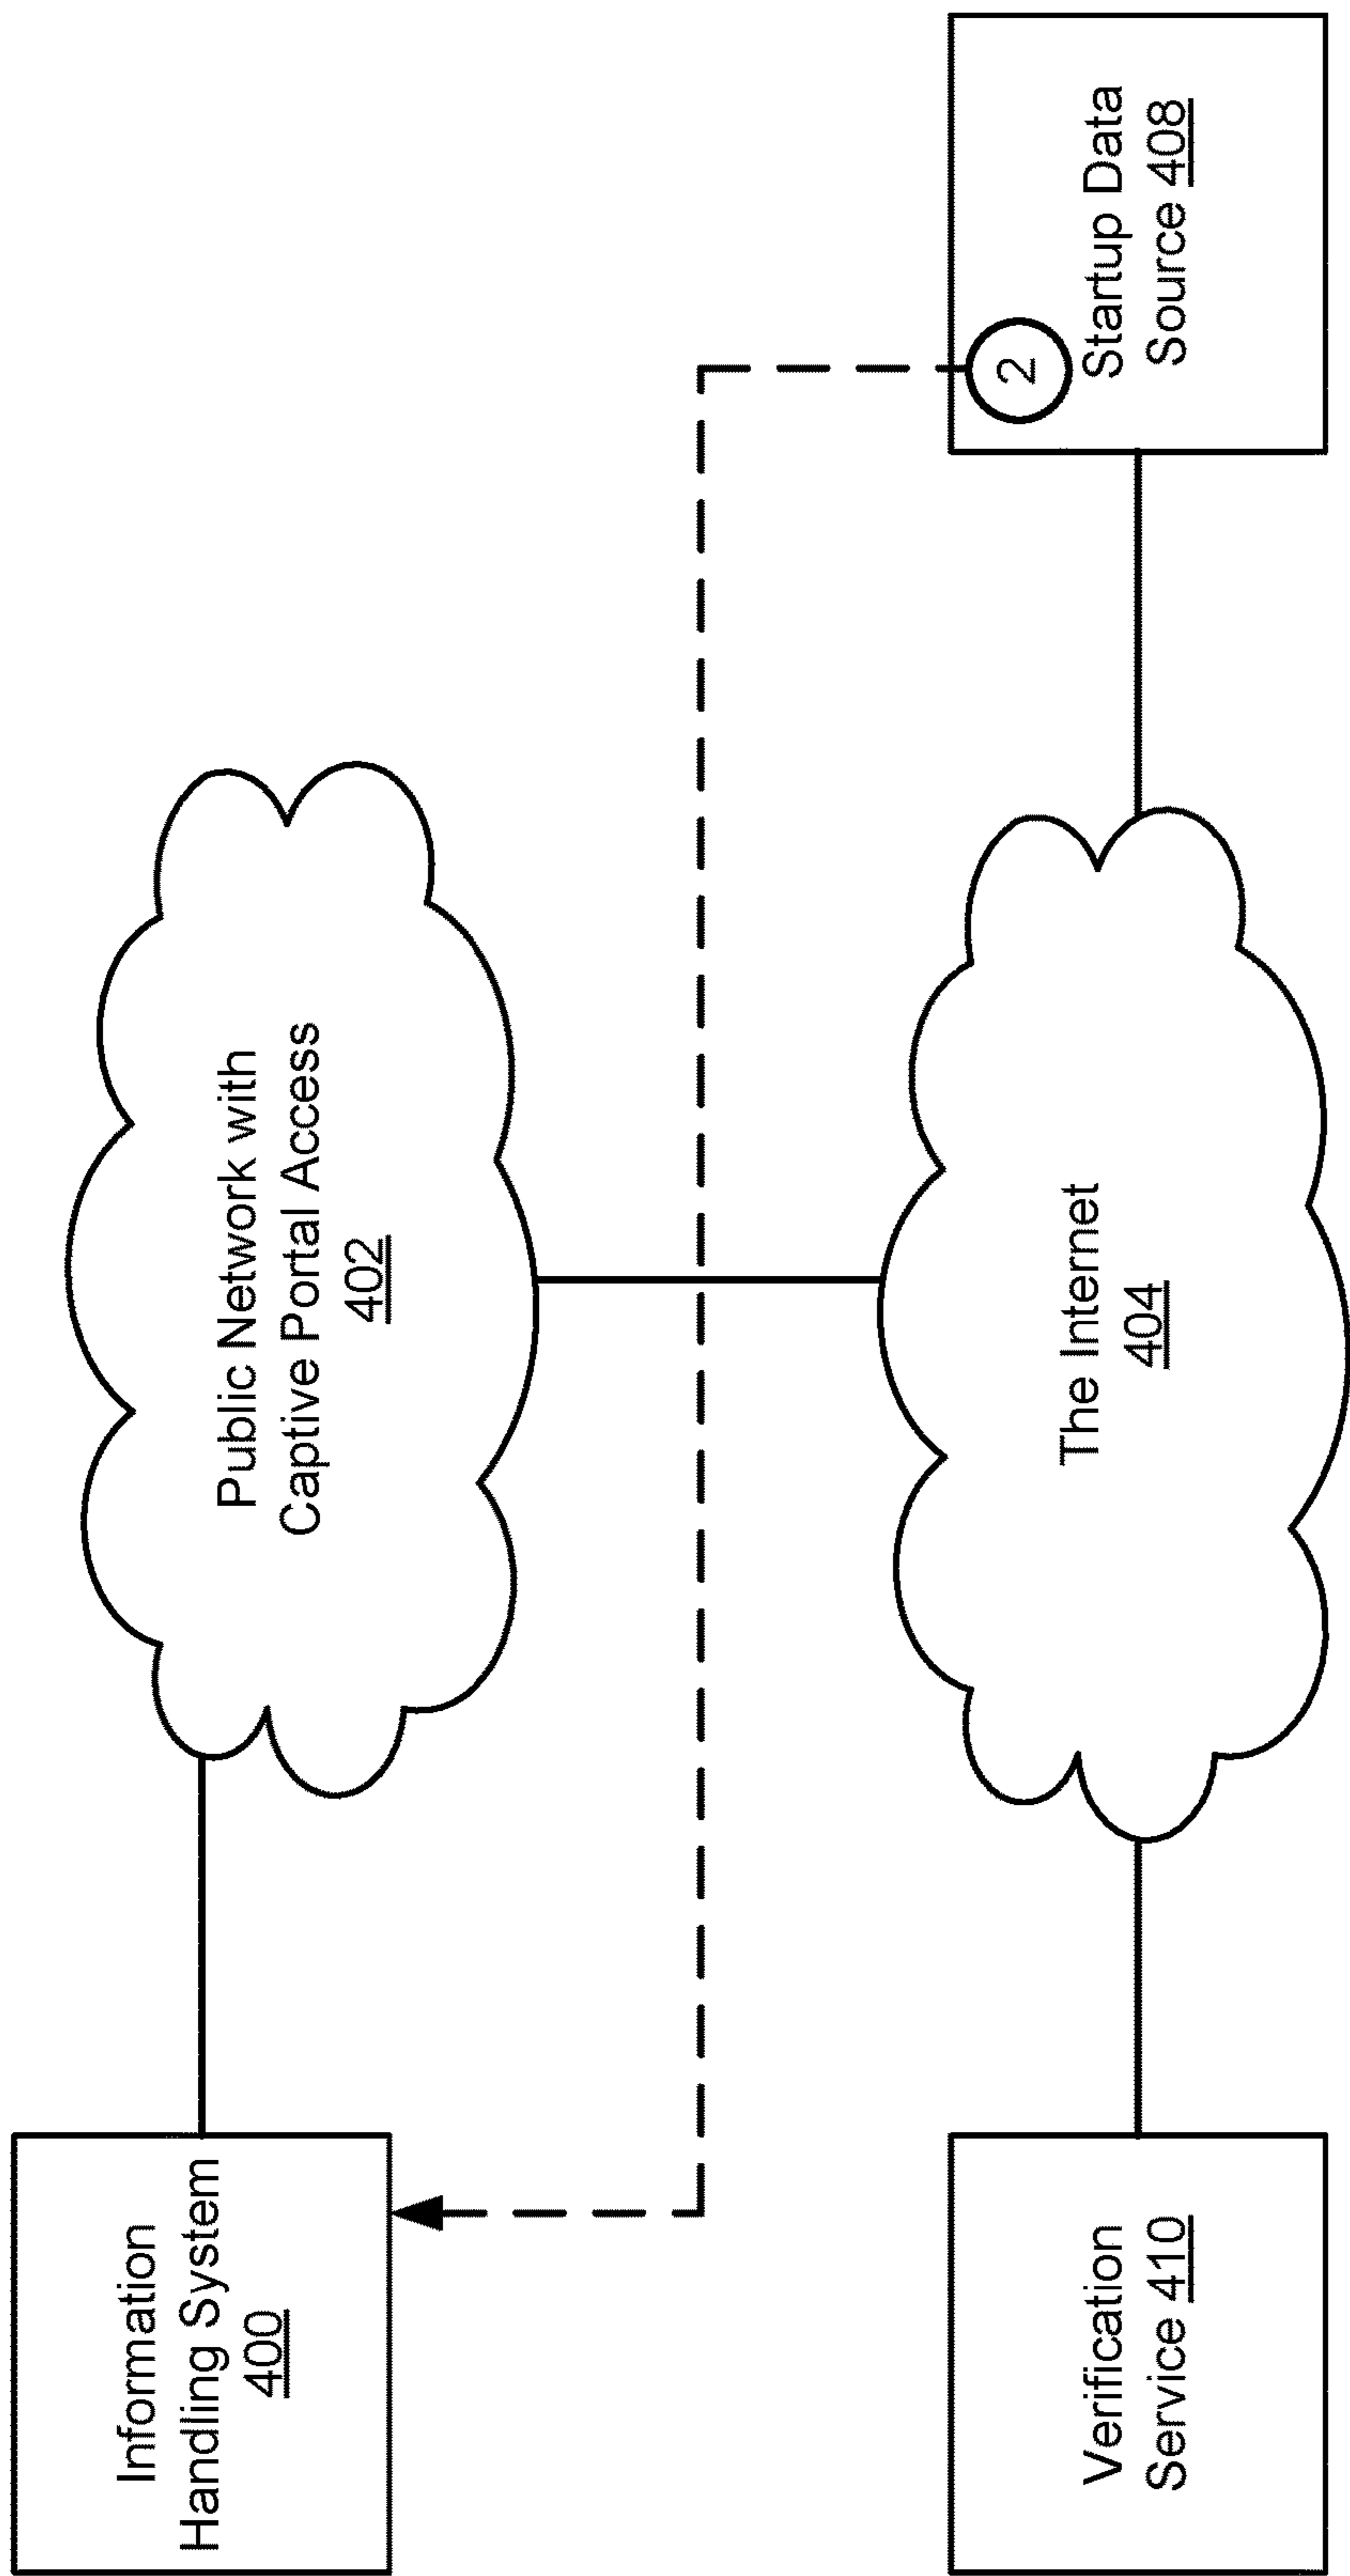 Information
Handling System
400
Public Network with
Captive Portal Access
402
Verification
Service 410
The Internet
404
2
Startup Data
Source 408